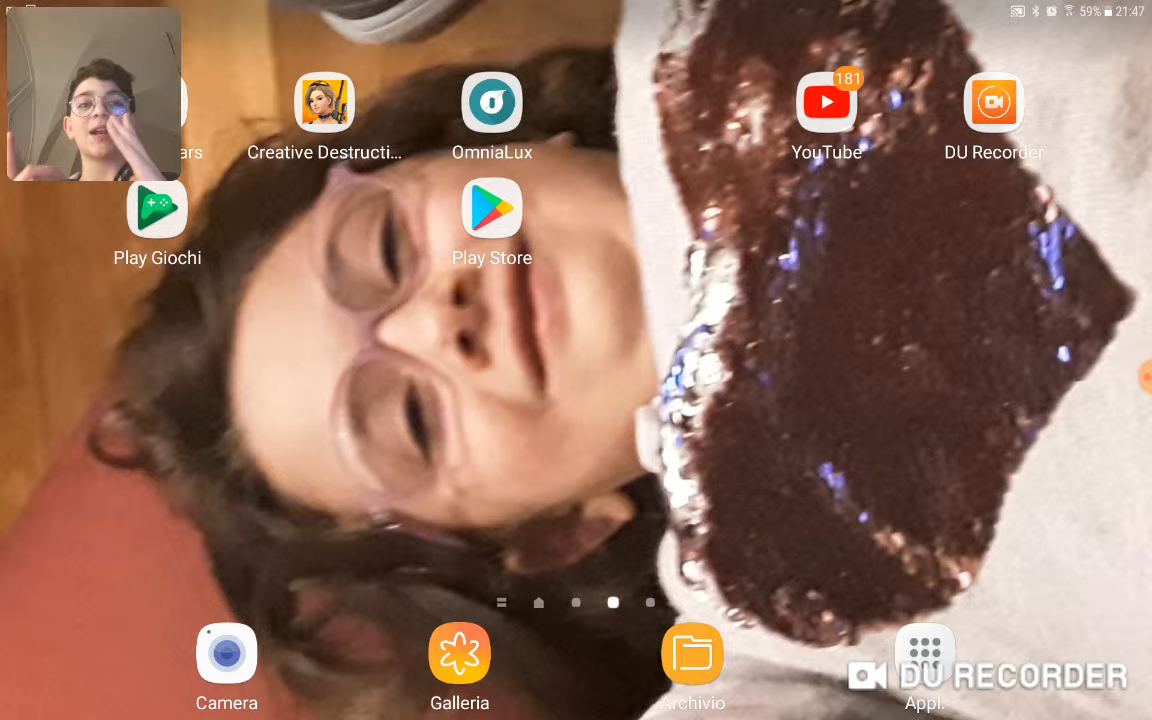 59% 21:47
181
ars
Creative Destructi...
OmniaLux
YouTube
DU Recorder
Play Giochi
Play Store
Camera
Galleria
Archivio
Appl.
DU RECORDER